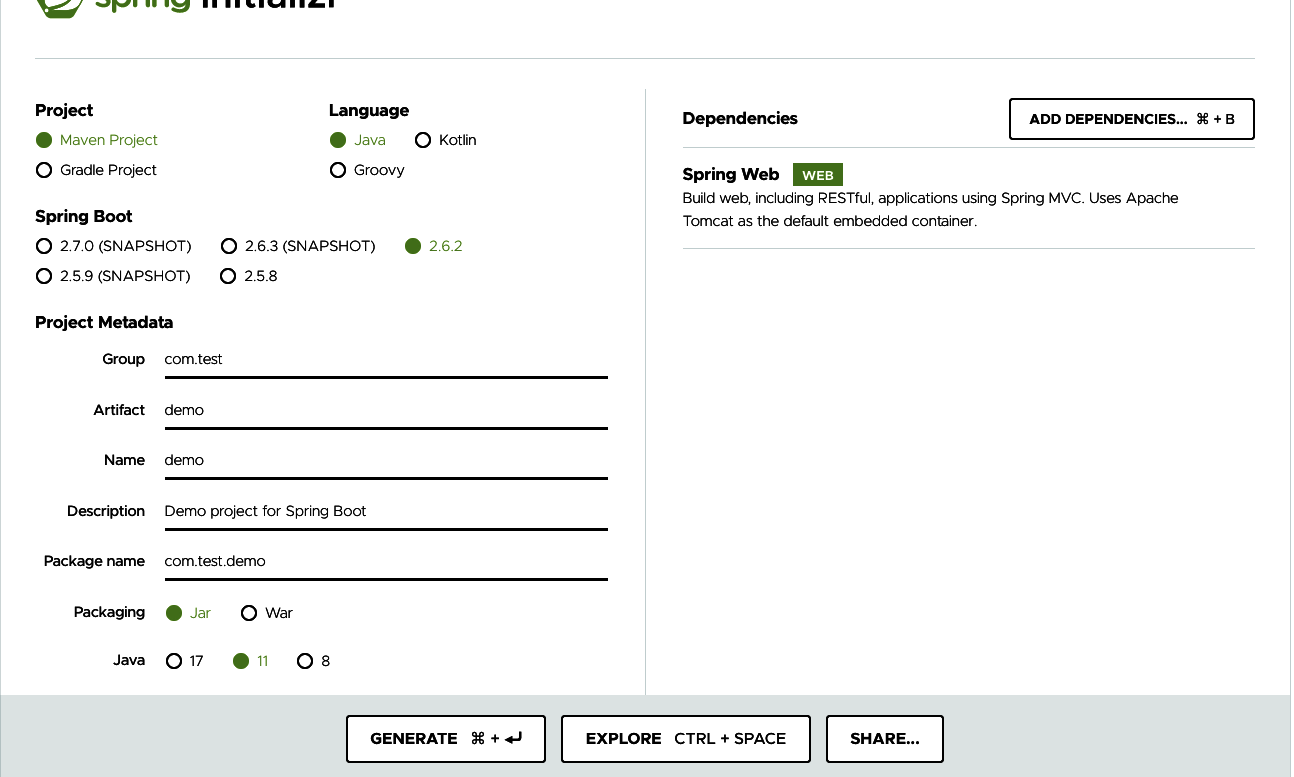 spring initializr
Project
Maven Project
Gradle Project
Language
Java Kotlin
Groovy
Spring Boot
2.7.0 (SNAPSHOT) 2.6.3 (SNAPSHOT) 2.6.2
2.5.9 (SNAPSHOT) 2.5.8
Project Metadata
Group com.test
Artifact demo
Name demo
Description Demo project for Spring Boot
Package name com.test.demo
Packaging Jar War
Java 17 11 8
Dependencies
ADD DEPENDENCIES... ⌘ + B
Spring Web WEB
Build web, including RESTful, applications using Spring MVC. Uses Apache
Tomcat as the default embedded container.
GENERATE ⌘ + ↵
EXPLORE CTRL + SPACE
SHARE...